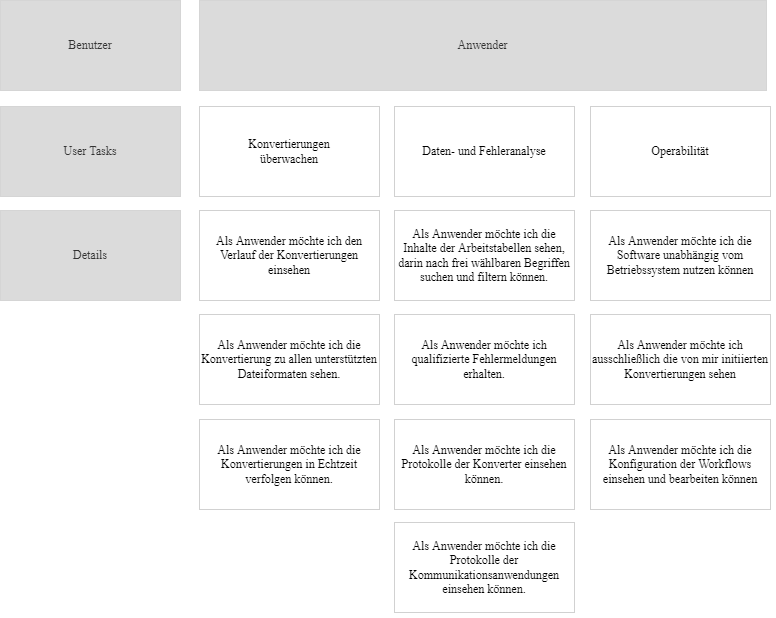 Benutzer
Anwender
User Tasks
Konvertierungen
überwachen
Daten- und Fehleranalyse
Operabilität
Details
Als Anwender möchte ich den
Verlauf der Konvertierungen
einsehen
Als Anwender möchte ich die
Inhalte der Arbeitstabellen sehen,
darin nach frei wählbaren Begriffen
suchen und filtern können.
Als Anwender möchte ich die
Software unabhängig vom
Betriebssystem nutzen können
Als Anwender möchte ich die
Konvertierung zu allen unterstützten
Dateiformaten sehen.
Als Anwender möchte ich
qualifizierte Fehlermeldungen
erhalten.
Als Anwender möchte ich
ausschließlich die von mir initiierten
Konvertierungen sehen
Als Anwender möchte ich die
Konvertierungen in Echtzeit
verfolgen können.
Als Anwender möchte ich die
Protokolle der Konverter einsehen
können.
Als Anwender möchte ich die
Konfiguration der Workflows
einsehen und bearbeiten können
Als Anwender möchte ich die
Protokolle der
Kommunikationsanwendungen
einsehen können.